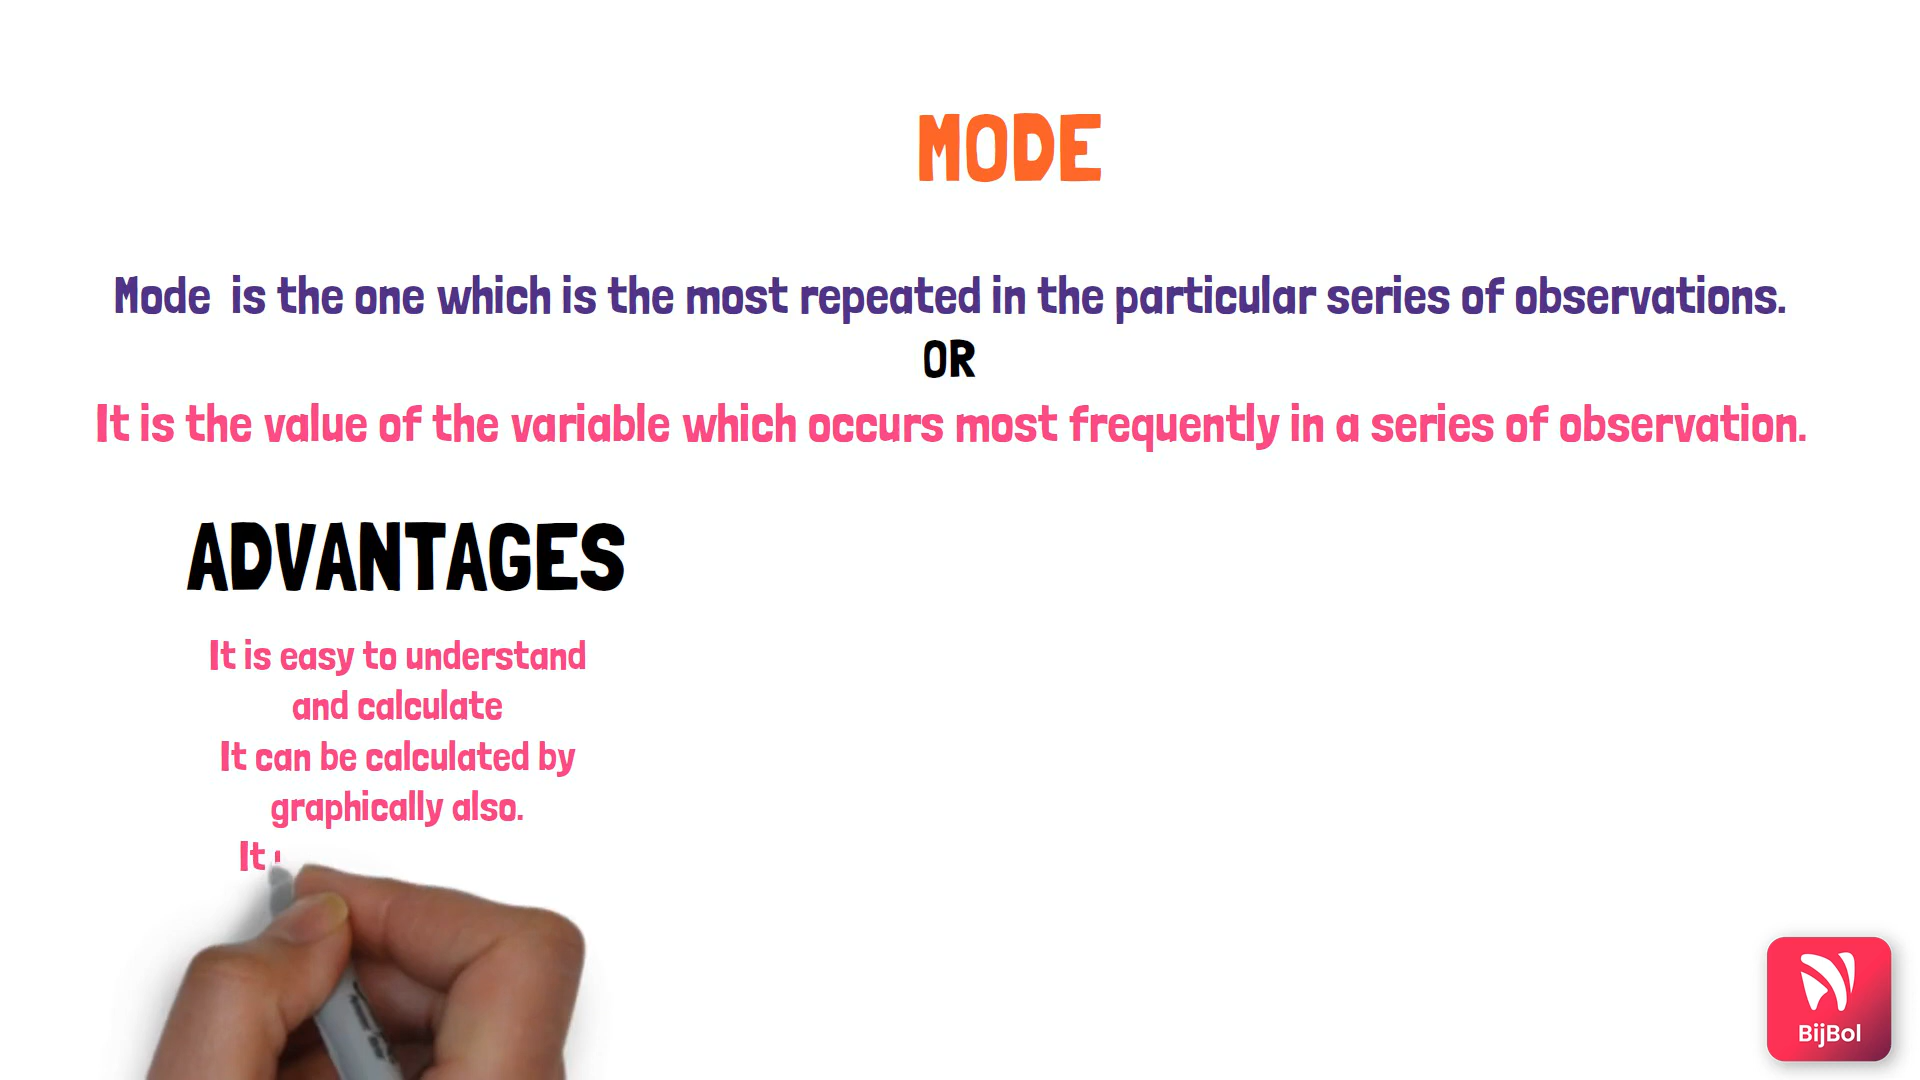 MODE
Mode is the one which is the most repeated in the particular series of observations.
OR
It is the value of the variable which occurs most frequently in a series of observation.
ADVANTAGES
It is easy to understand
and calculate
It can be calculated by
graphically also.
It
BijBol